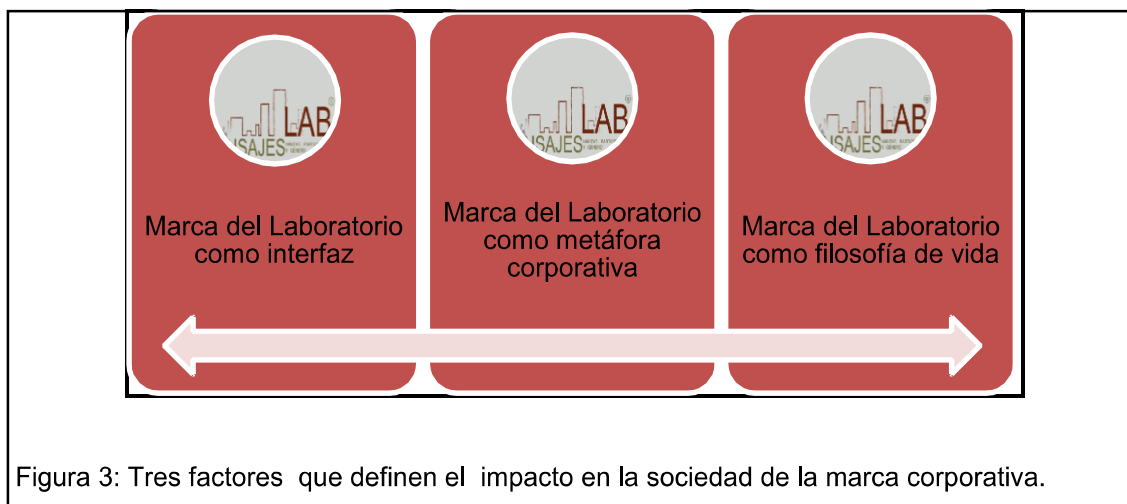 LAB
ISAJES
Marca del Laboratorio
como interfaz
LAB
ISAJES
Marca del Laboratorio
como metáfora
corporativa
LAB
ISAJES
Marca del Laboratorio
como filosofía de vida
Figura 3: Tres factores que definen el impacto en la sociedad de la marca corporativa.